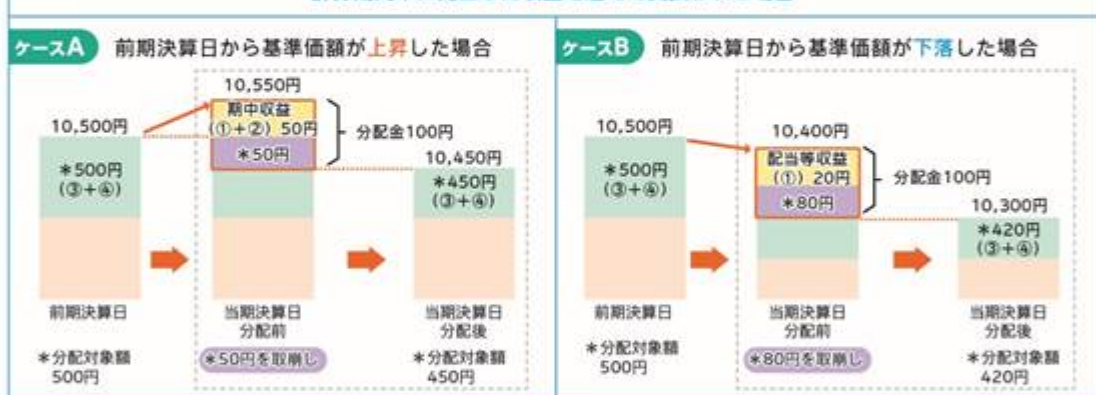 ケースA 前期決算日から基準価額が上昇した場合
10,550円
10,500円
期中収益
(①+②) 50円
*50円
分配金100円
10,450円
*500円
(③+④)
*450円
(③+④)
前期決算日
当期決算日
分配前
当期決算日
分配後
*分配対象額
500円
*50円を取崩し
*分配対象額
450円
ケースB 前期決算日から基準価額が下落した場合
10,500円
10,400円
配当等収益
(①) 20円
*80円
分配金100円
10,300円
*500円
(③+④)
*420円
(③+④)
前期決算日
当期決算日
分配前
当期決算日
分配後
*分配対象額
500円
*80円を取崩し
*分配対象額
420円